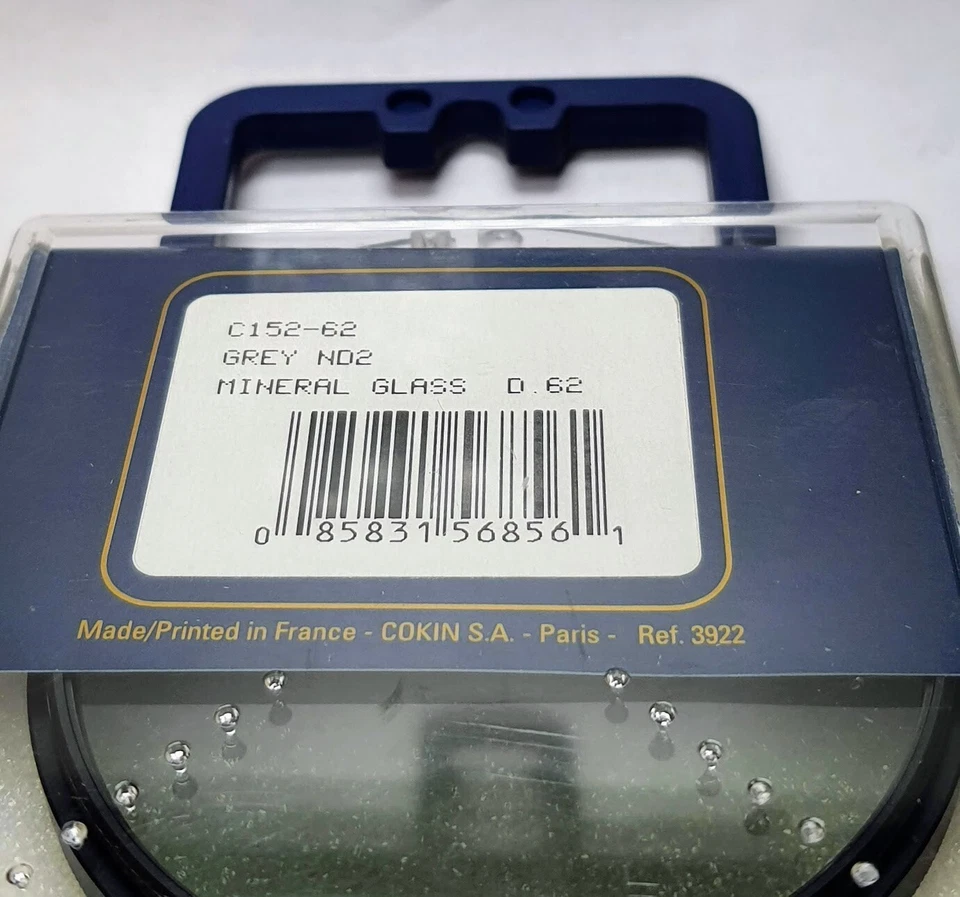 C152-62
GREY ND2
MINERAL GLASS D.62
0 85831 56856 1
Made/Printed in France - COKIN S.A. - Paris - Ref. 3922